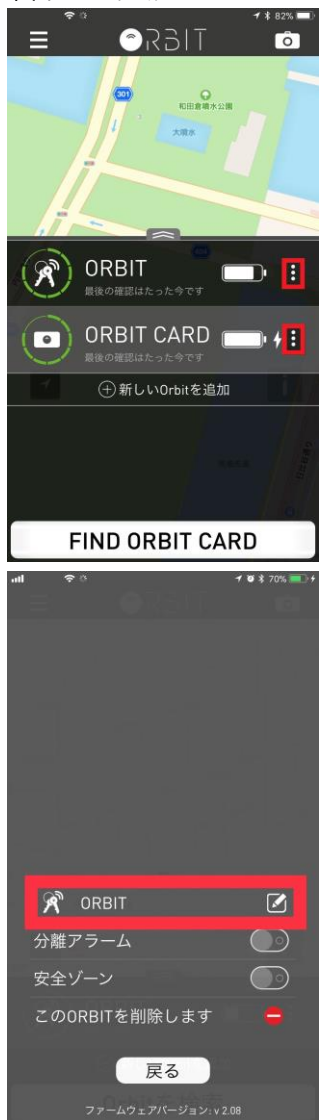 82%
ORBIT
301
和田倉噴水公園
大噴水
ORBIT
最後の確認はたった今です
ORBIT CARD
最後の確認はたった今です
新しいOrbitを追加
FIND ORBIT CARD
70%
ORBIT
分離アラーム
安全ゾーン
このORBITを削除します
戻る
ファームウェアバージョン: v 2.08